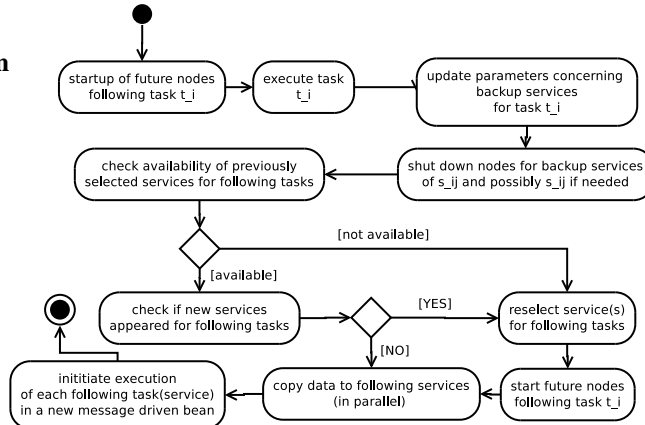 n
startup of future nodes
following task t_i
execute task
t_i
update parameters concerning
backup services
for task t_i
check availability of previously
selected services for following tasks
shut down nodes for backup services
of s_ij and possibly s_ij if needed
[not available]
[available]
check if new services
appeared for following tasks
[YES]
reselect service(s)
for following tasks
[NO]
inititiate execution
of each following task(service)
in a new message driven bean
copy data to following services
(in parallel)
start future nodes
following task t_i